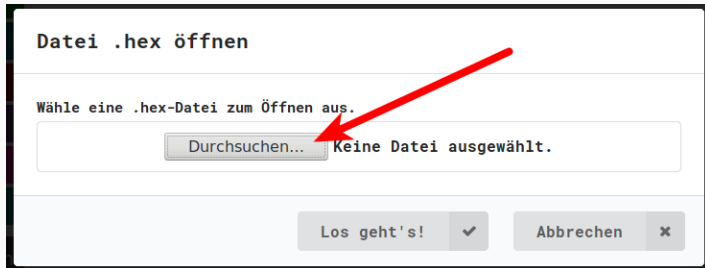 Datei .hex öffnen
Wähle eine .hex-Datei zum Öffnen aus.
Durchsuchen... Keine Datei ausgewählt.
Los geht's! Abbrechen